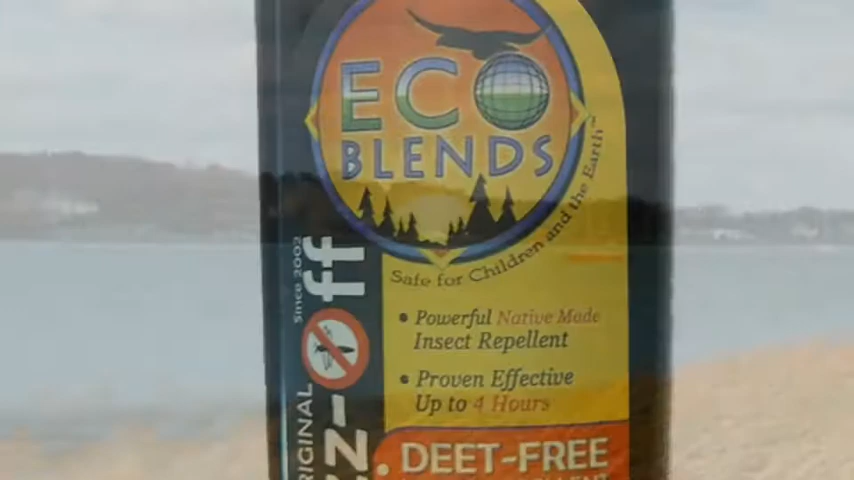 ECO
BLENDS
Safe for Children and the Earth™
Since 2002
• Powerful Native Made
Insect Repellent
• Proven Effective
Up to 4 Hours
DEET-FREE
off